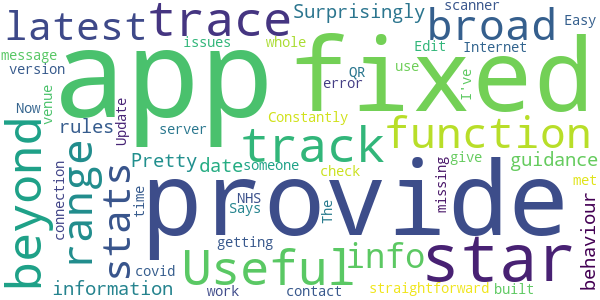 latest
trace
Surprisingly
scanner
broad
Easy
message
issues
whole
Edit
Internet
version
app
fixed
QR
use
I've
error
Now
venue
rules
Update
server
Constantly
function
beyond
range
stats
track
Pretty
date
someone
check
give
guidance
connection
time
NHS
Says
The
missing
met
behaviour
provide
Useful
info
star
getting
covid
information
work
contact
straightforward
built